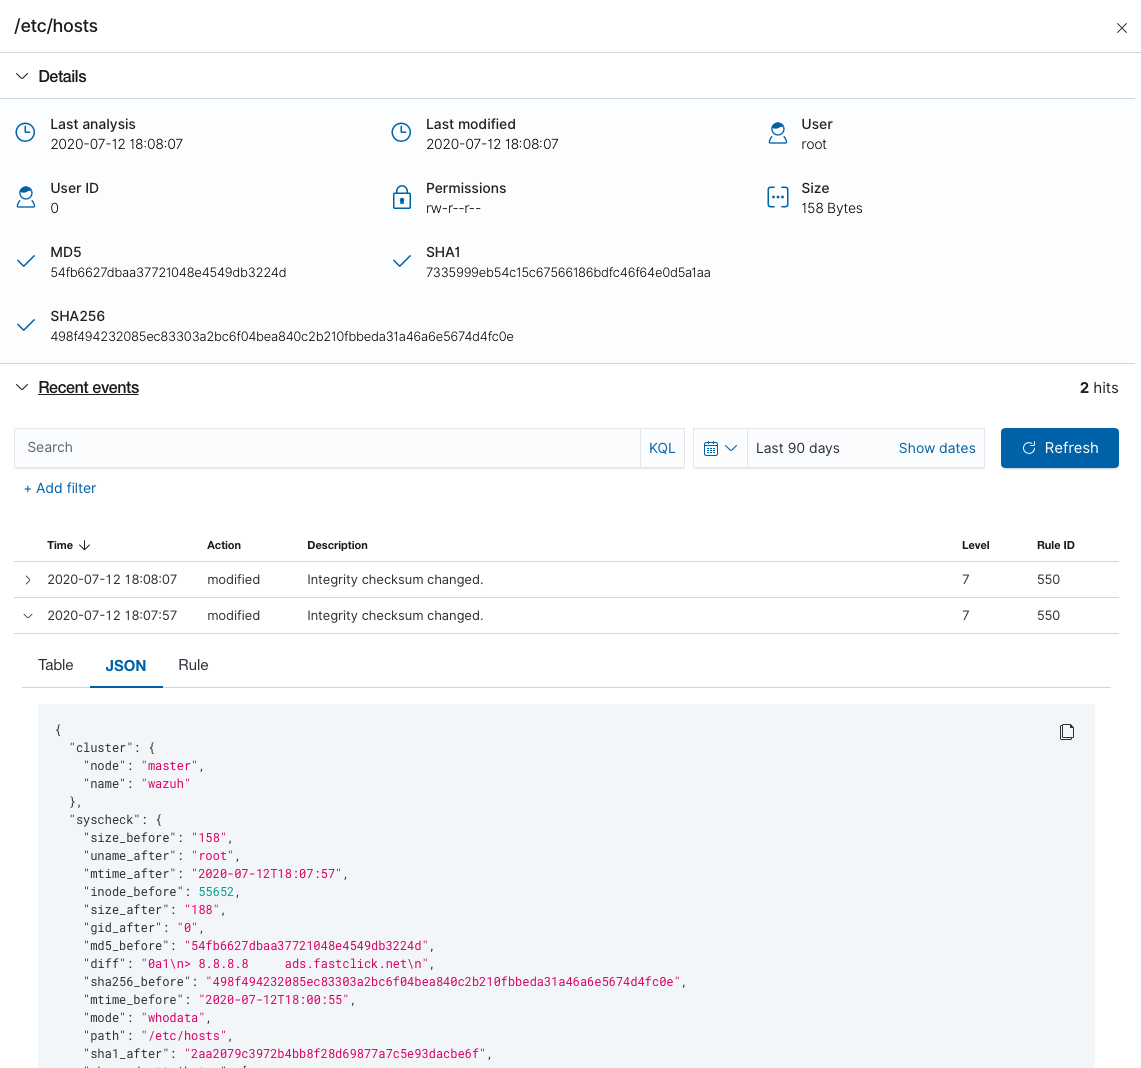 /etc/hosts
Details
Last analysis
2020-07-12 18:08:07
Last modified
2020-07-12 18:08:07
User
root
User ID
0
Permissions
rw-r--r--
Size
158 Bytes
MD5
54fb6627dbaa37721048e4549db3224d
SHA1
7335999eb54c15c67566186bdfc46f64e0d5a1aa
SHA256
498f494232085ec83303a2bc6f04bea840c2b210fbbeda31a46a6e5674d4fc0e
Recent events 2 hits
Search KQL Last 90 days Show dates Refresh
+ Add filter
Time Action Description Level Rule ID
2020-07-12 18:08:07 modified Integrity checksum changed. 7 550
2020-07-12 18:07:57 modified Integrity checksum changed. 7 550
Table JSON Rule
{
"cluster": {
"node": "master",
"name": "wazuh"
},
"syscheck": {
"size_before": "158",
"uname_after": "root",
"mtime_after": "2020-07-12T18:07:57",
"inode_before": 55652,
"size_after": "188",
"gid_after": "0",
"md5_before": "54fb6627dbaa37721048e4549db3224d",
"diff": "0a1\n> 8.8.8.8     ads.fastclick.net\n",
"sha256_before": "498f494232085ec83303a2bc6f04bea840c2b210fbbeda31a46a6e5674d4fc0e",
"mtime_before": "2020-07-12T18:00:55",
"mode": "whodata",
"path": "/etc/hosts",
"sha1_after": "2aa2079c3972b4bb8f28d69877a7c5e93dacbe6f",